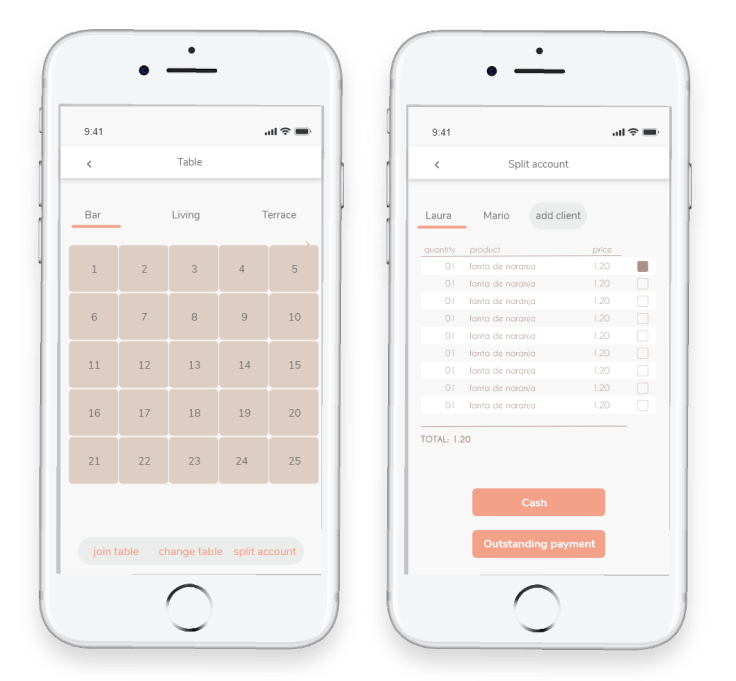 9:41
Table
Bar Living Terrace
1 2 3 4 5
6 7 8 9 10
11 12 13 14 15
16 17 18 19 20
21 22 23 24 25
join table change table split account
9:41
Split account
Laura Mario add client
quantity product price
01 fanta de naranja 1.20
01 fanta de naranja 1.20
01 fanta de naranja 1.20
01 fanta de naranja 1.20
01 fanta de naranja 1.20
01 fanta de naranja 1.20
01 fanta de naranja 1.20
01 fanta de naranja 1.20
01 fanta de naranja 1.20
TOTAL: 1.20
Cash
Outstanding payment